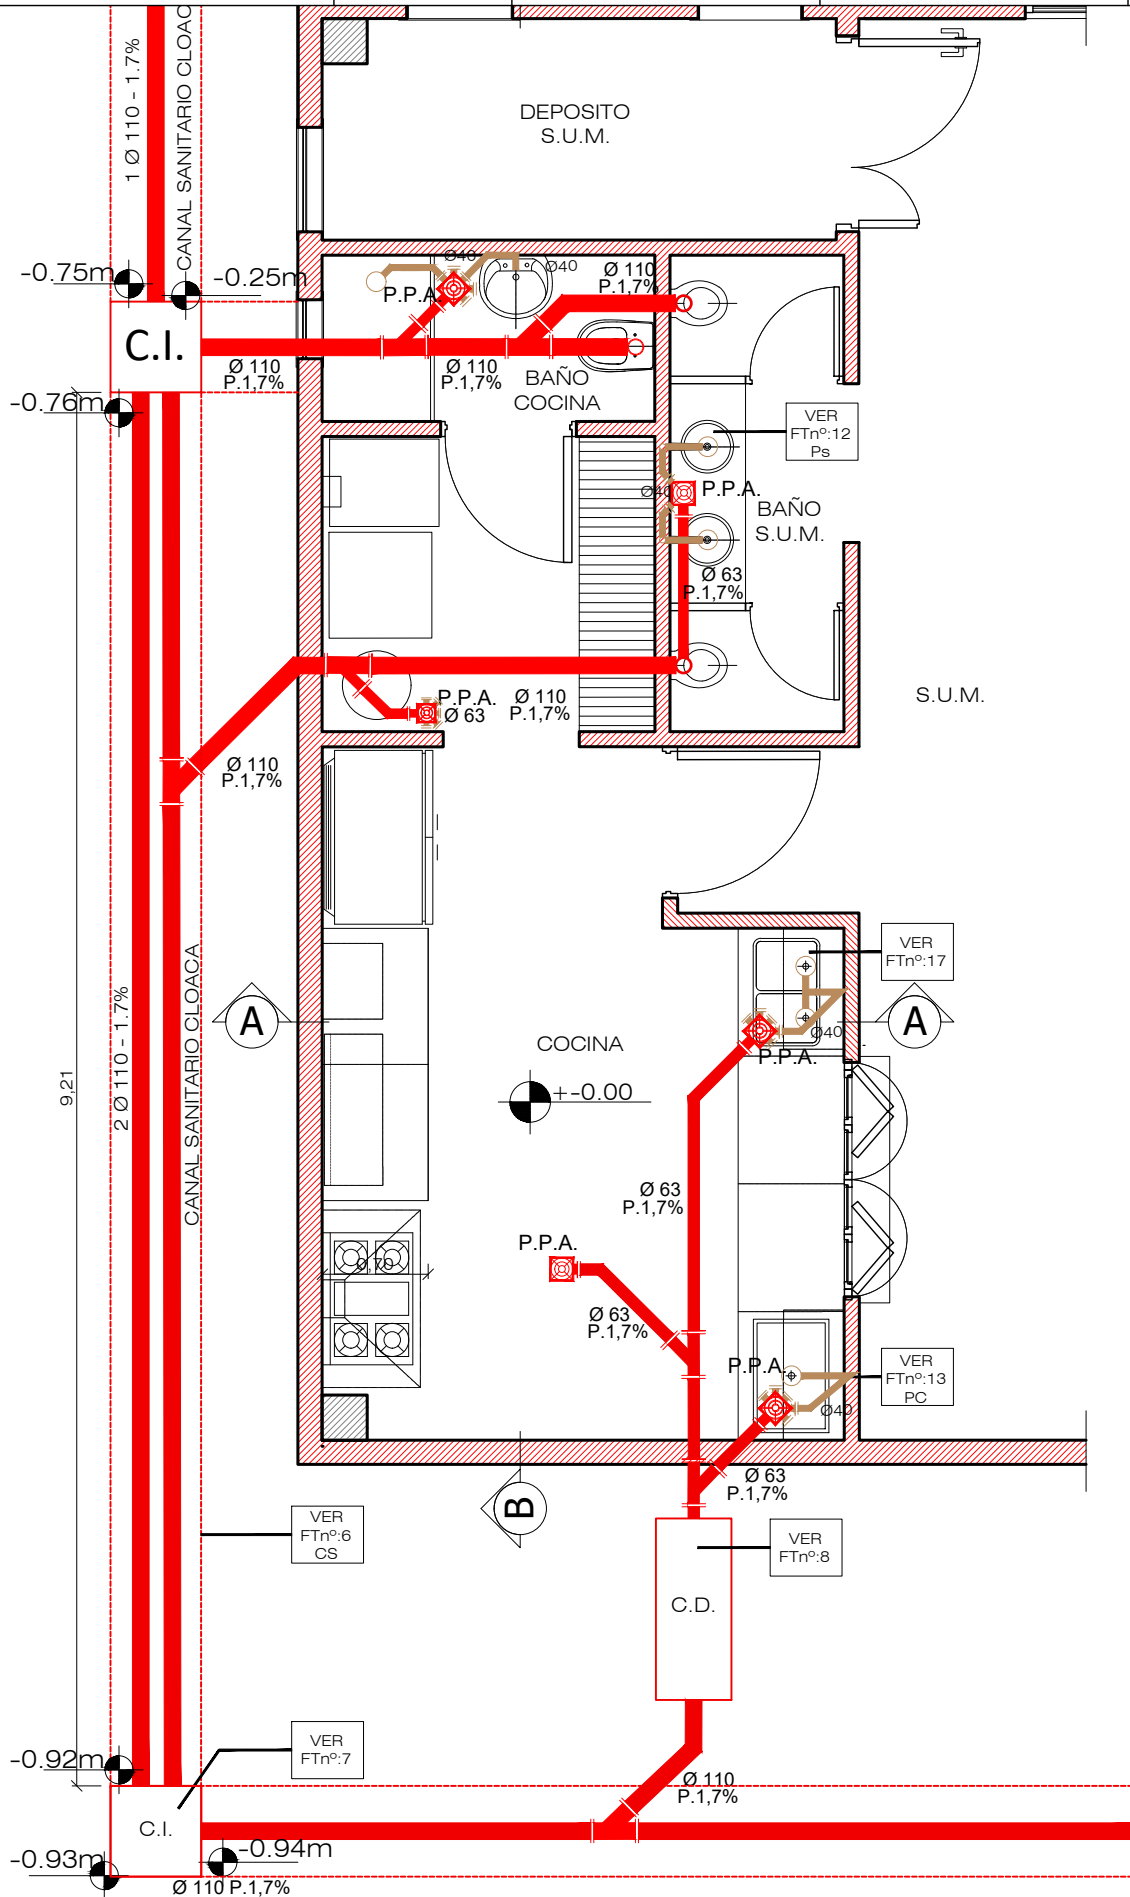 1 Ø 110 - 1.7%
CANAL SANITARIO CLOAC
DEPOSITO
S.U.M.
-0.75m
-0.25m
C.I.
-0.76m
Ø40
Ø40
P.P.A.
Ø 110
P.1,7%
Ø 110
P.1,7%
Ø 110
P.1,7%
BAÑO
COCINA
VER
FTnº:12
Ps
Ø40
P.P.A.
BAÑO
S.U.M.
Ø 63
P.1,7%
P.P.A.
Ø 63
Ø 110
P.1,7%
S.U.M.
Ø 110
P.1,7%
9,21
2 Ø 110 - 1.7%
CANAL SANITARIO CLOACA
A
VER
FTnº:17
A
COCINA
+-0.00
Ø40
P.P.A.
Ø 63
P.1,7%
P.P.A.
0,70
Ø 63
P.1,7%
P.P.A.
VER
FTnº:13
PC
Ø40
Ø 63
P.1,7%
B
VER
FTnº:6
CS
VER
FTnº:8
C.D.
VER
FTnº:7
-0.92m
Ø 110
P.1,7%
C.I.
-0.94m
-0.93m
Ø 110 P.1,7%